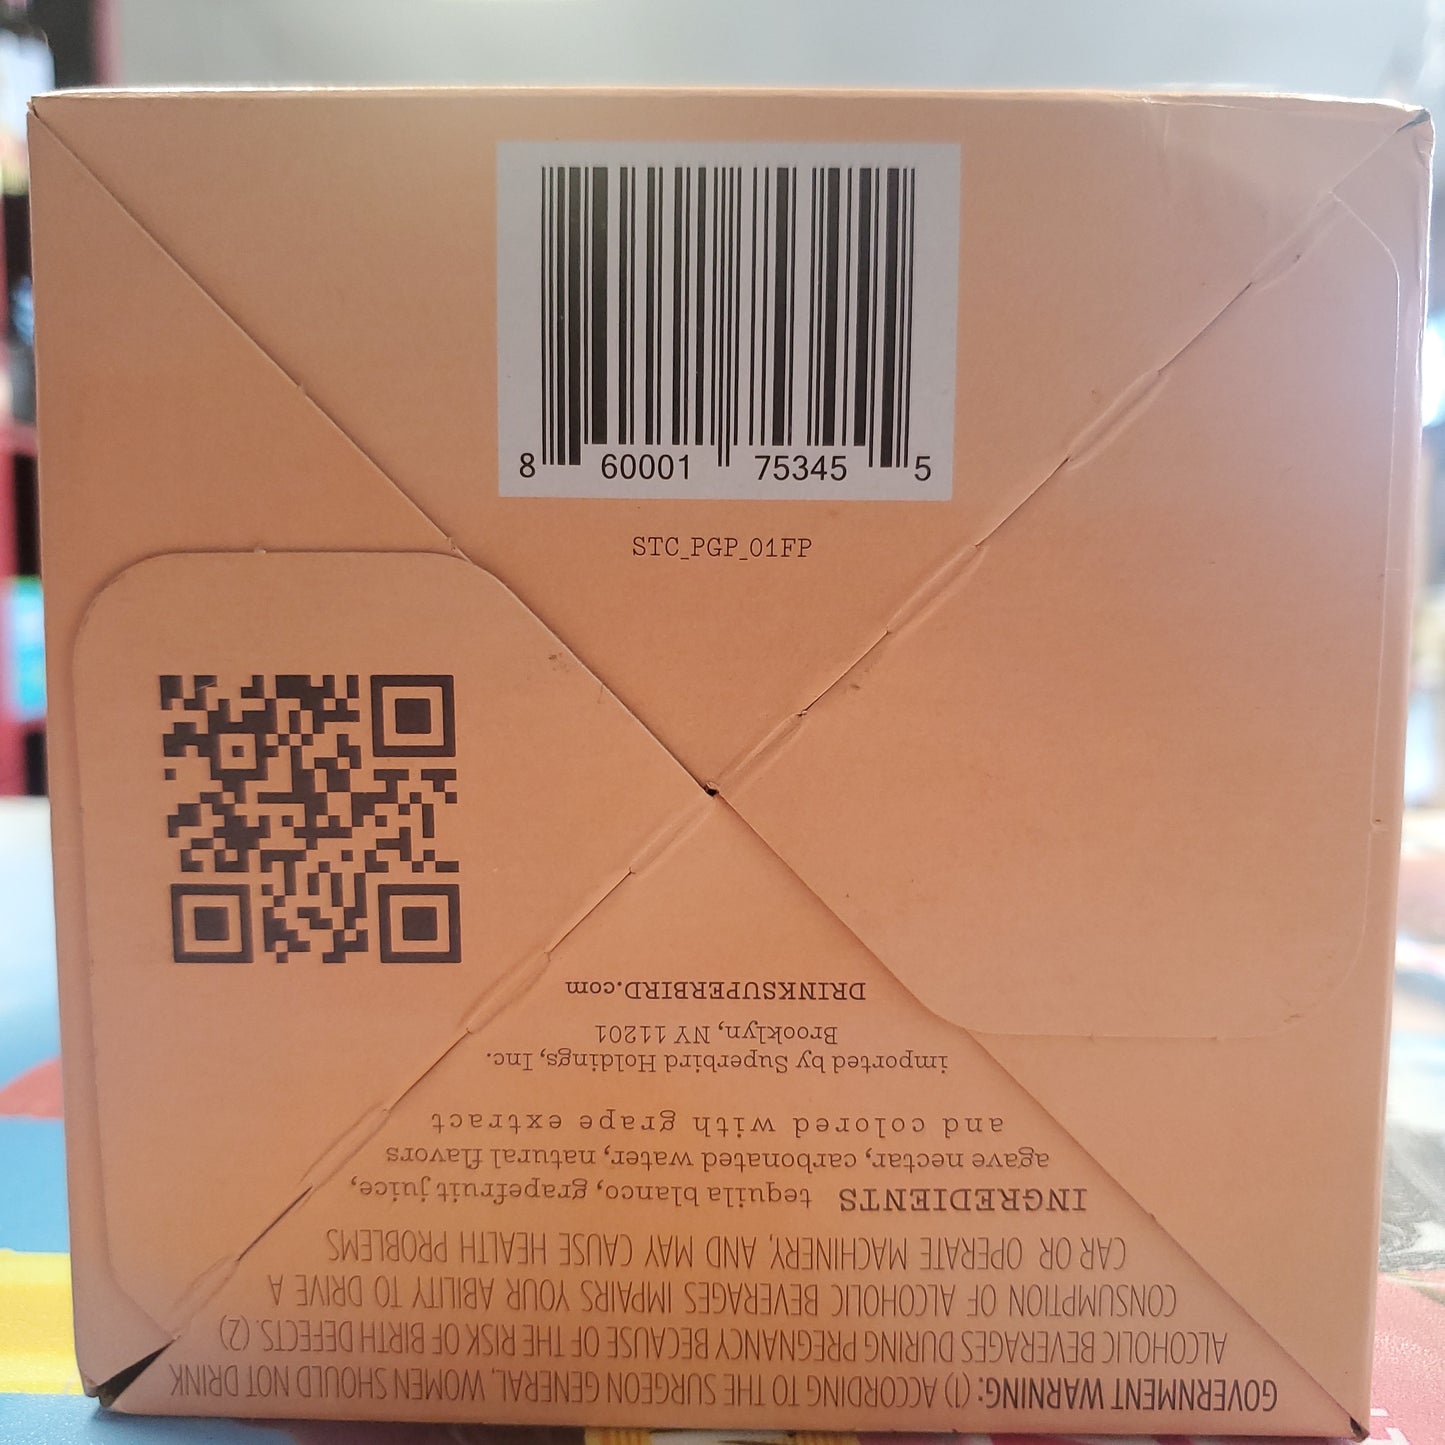 8 60001 75345 5
STC_PGP_01FP
GOVERNMENT WARNING: (1) ACCORDING TO THE SURGEON GENERAL, WOMEN SHOULD NOT DRINK
ALCOHOLIC BEVERAGES DURING PREGNANCY BECAUSE OF THE RISK OF BIRTH DEFECTS. (2)
CONSUMPTION OF ALCOHOLIC BEVERAGES IMPAIRS YOUR ABILITY TO DRIVE A
CAR OR OPERATE MACHINERY, AND MAY CAUSE HEALTH PROBLEMS
INGREDIENTS tequila blanco, grapefruit juice,
agave nectar, carbonated water, natural flavors
and colored with grape extract
imported by Superbird Holdings, Inc.
Brooklyn, NY 11201
DRINKSUPERBIRD.com